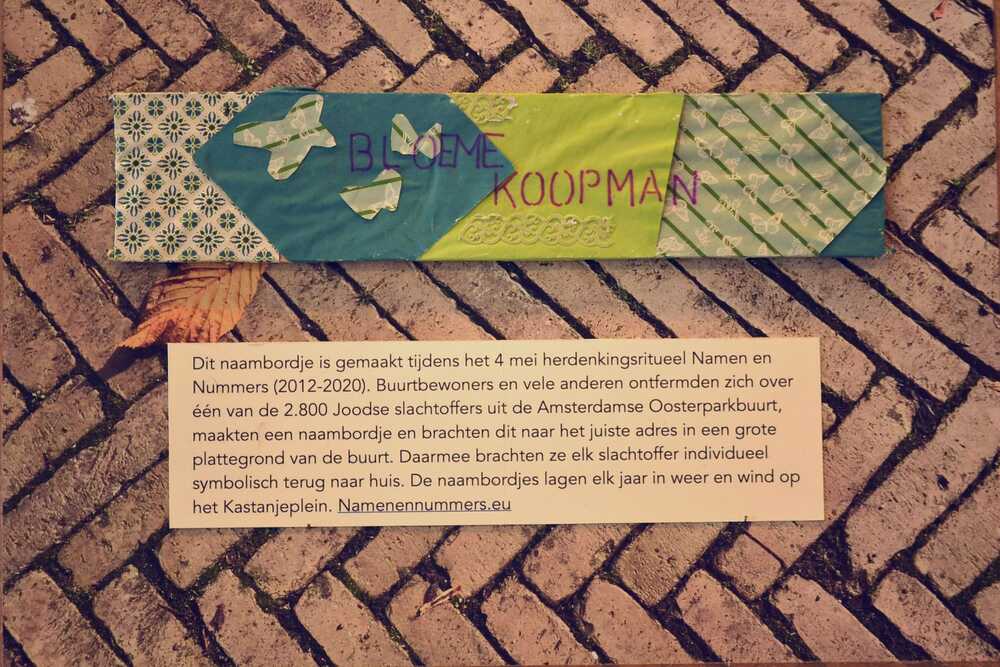 BLOEME
KOOPMAN
Dit naambordje is gemaakt tijdens het 4 mei herdenkingsritueel Namen en
Nummers (2012-2020). Buurtbewoners en vele anderen ontfermden zich over
één van de 2.800 Joodse slachtoffers uit de Amsterdamse Oosterparkbuurt,
maakten een naambordje en brachten dit naar het juiste adres in een grote
plattegrond van de buurt. Daarmee brachten ze elk slachtoffer individueel
symbolisch terug naar huis. De naambordjes lagen elk jaar in weer en wind op
het Kastanjeplein. Namenennummers.eu